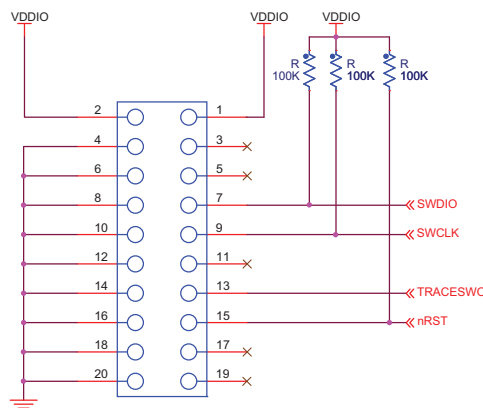 VDDIO VDDIO VDDIO
R R R
100K 100K 100K
2 1
4 3
6 5
8 7 SWDIO
10 9 SWCLK
12 11
14 13 TRACESWO
16 15 nRST
18 17
20 19